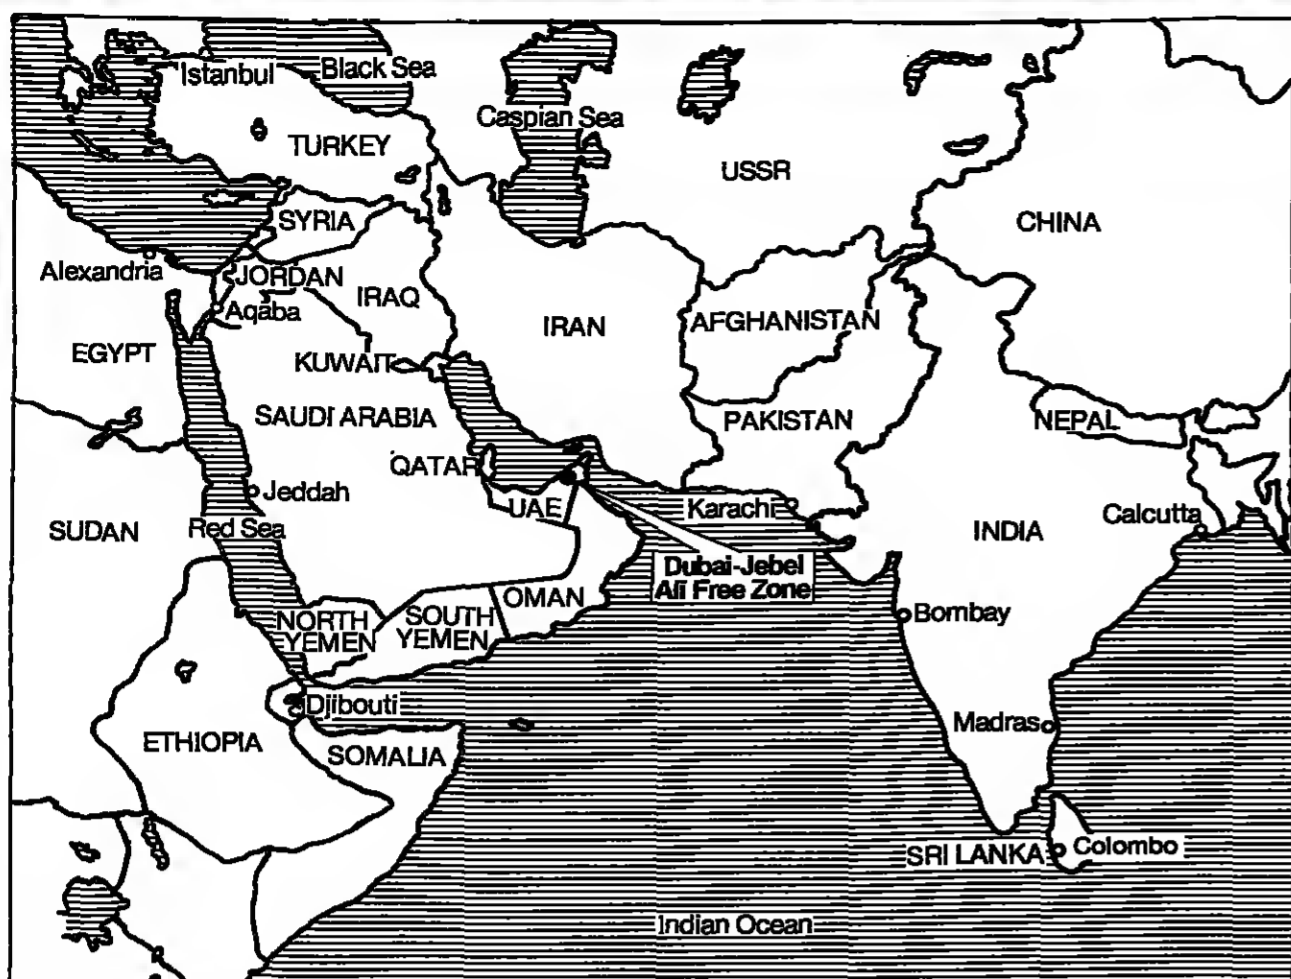 Istanbul
Black Sea
Caspian Sea
TURKEY
USSR
SYRIA
CHINA
Alexandria
JORDAN
IRAQ
Aqaba
IRAN
AFGHANISTAN
EGYPT
KUWAIT
SAUDI ARABIA
PAKISTAN
NEPAL
QATAR
Jeddah
UAE
Karachi
Calcutta
SUDAN
Red Sea
INDIA
Dubai-Jebel
Ali Free Zone
OMAN
NORTH
YEMEN
SOUTH
YEMEN
Bombay
Djibouti
Madras
ETHIOPIA
SOMALIA
SRI LANKA
Colombo
Indian Ocean